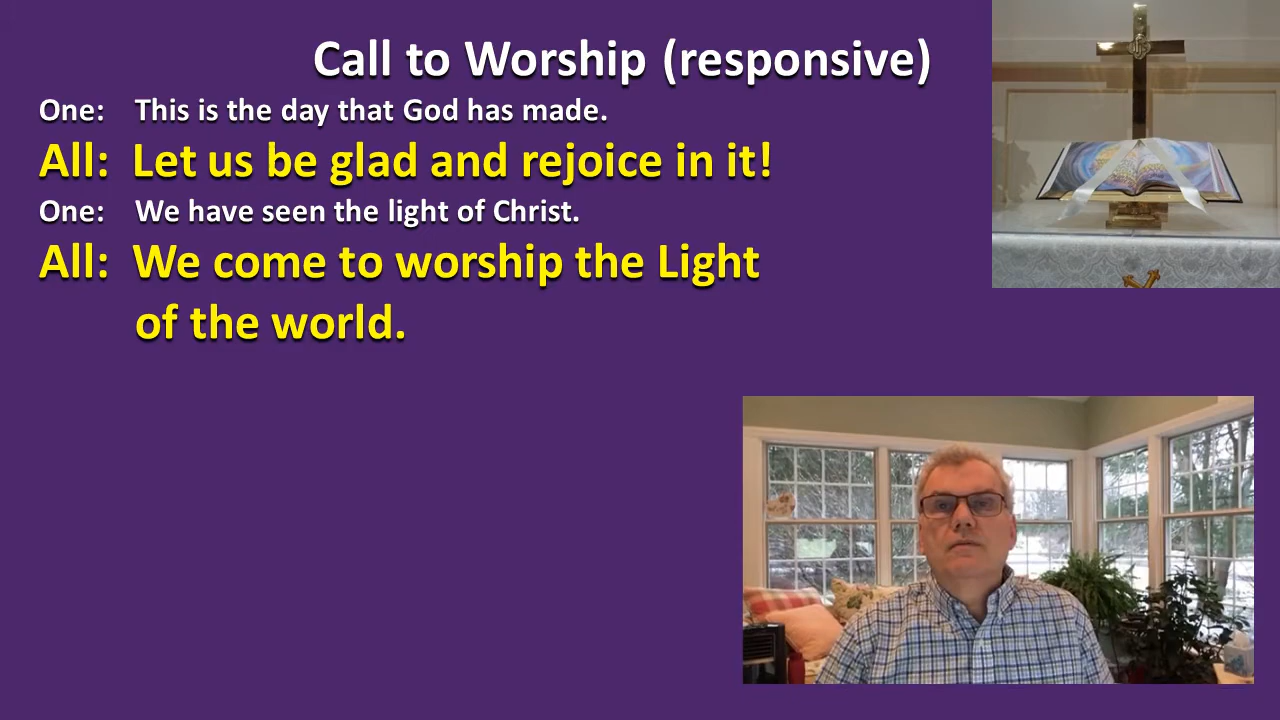 Call to Worship (responsive)
One: This is the day that God has made.
All: Let us be glad and rejoice in it!
One: We have seen the light of Christ.
All: We come to worship the Light
of the world.